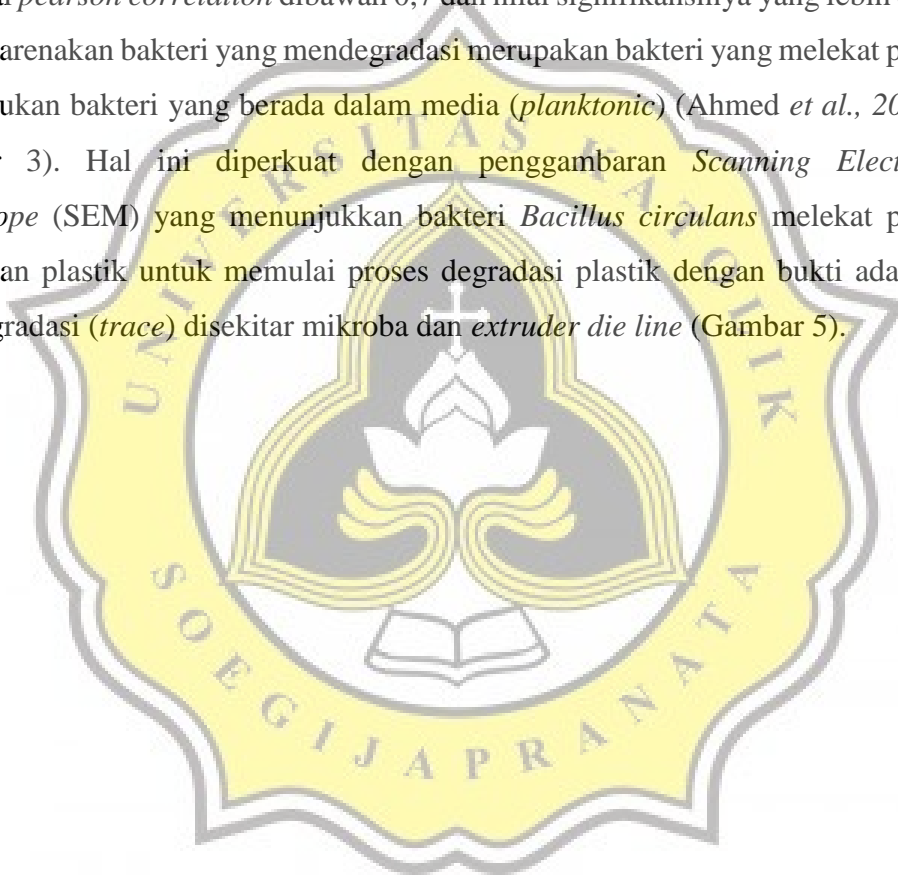 pearson correlation dibawah 0,7 dan nilai signifikansinya yang lebih
arenakan bakteri yang mendegradasi merupakan bakteri yang melekat p
ukan bakteri yang berada dalam media (planktonic) (Ahmed et al., 20
3). Hal ini diperkuat dengan penggambaran Scanning Elect
ope (SEM) yang menunjukkan bakteri Bacillus circulans melekat p
an plastik untuk memulai proses degradasi plastik dengan bukti ada
gradasi (trace) disekitar mikroba dan extruder die line (Gambar 5).
UNIVERSITAS KATOLIK
SOEGIJAPRANATA